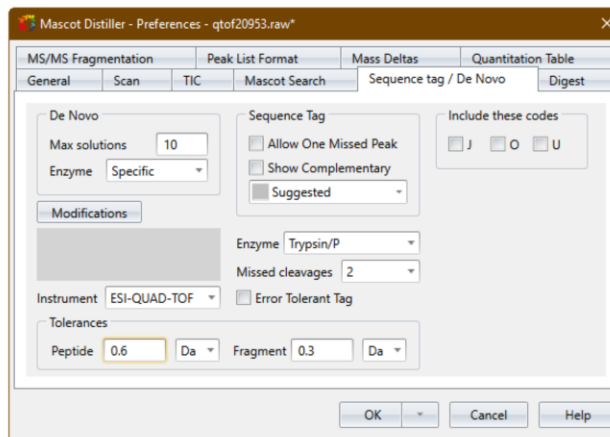 Mascot Distiller - Preferences - qtof20953.raw*
MS/MS Fragmentation Peak List Format Mass Deltas Quantitation Table
General Scan TIC Mascot Search Sequence tag / De Novo Digest
De Novo
Max solutions 10
Enzyme Specific
Modifications
Sequence Tag
Allow One Missed Peak
Show Complementary
Suggested
Include these codes
J O U
Enzyme Trypsin/P
Missed cleavages 2
Instrument ESI-QUAD-TOF Error Tolerant Tag
Tolerances
Peptide 0.6 Da Fragment 0.3 Da
OK Cancel Help